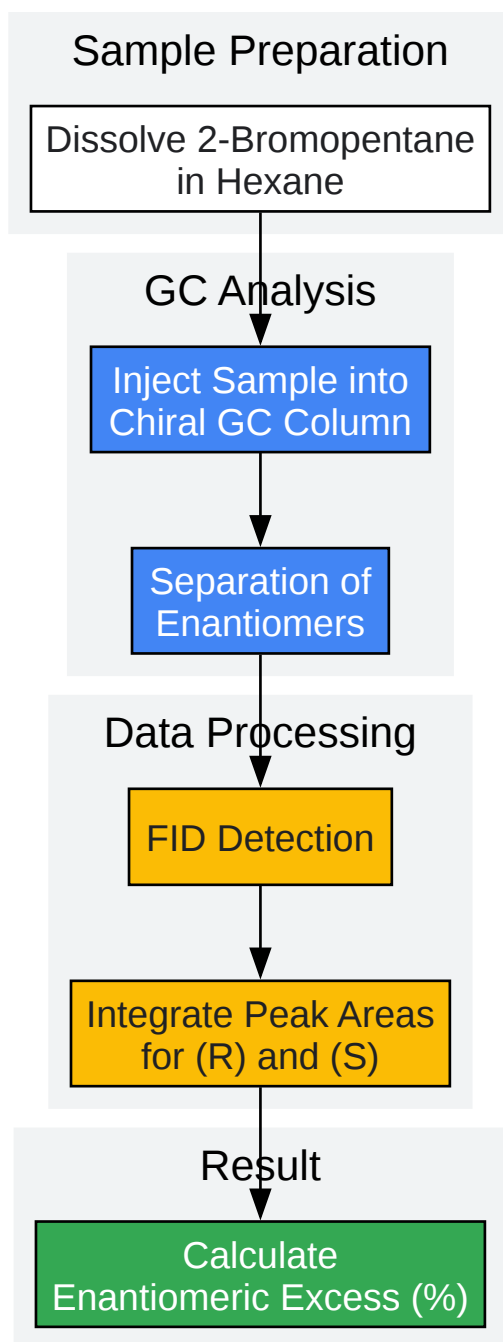 Sample Preparation
Dissolve 2-Bromopentane
in Hexane
GC Analysis
Inject Sample into
Chiral GC Column
Separation of
Enantiomers
Data Processing
FID Detection
Integrate Peak Areas
for (R) and (S)
Result
Calculate
Enantiomeric Excess (%)